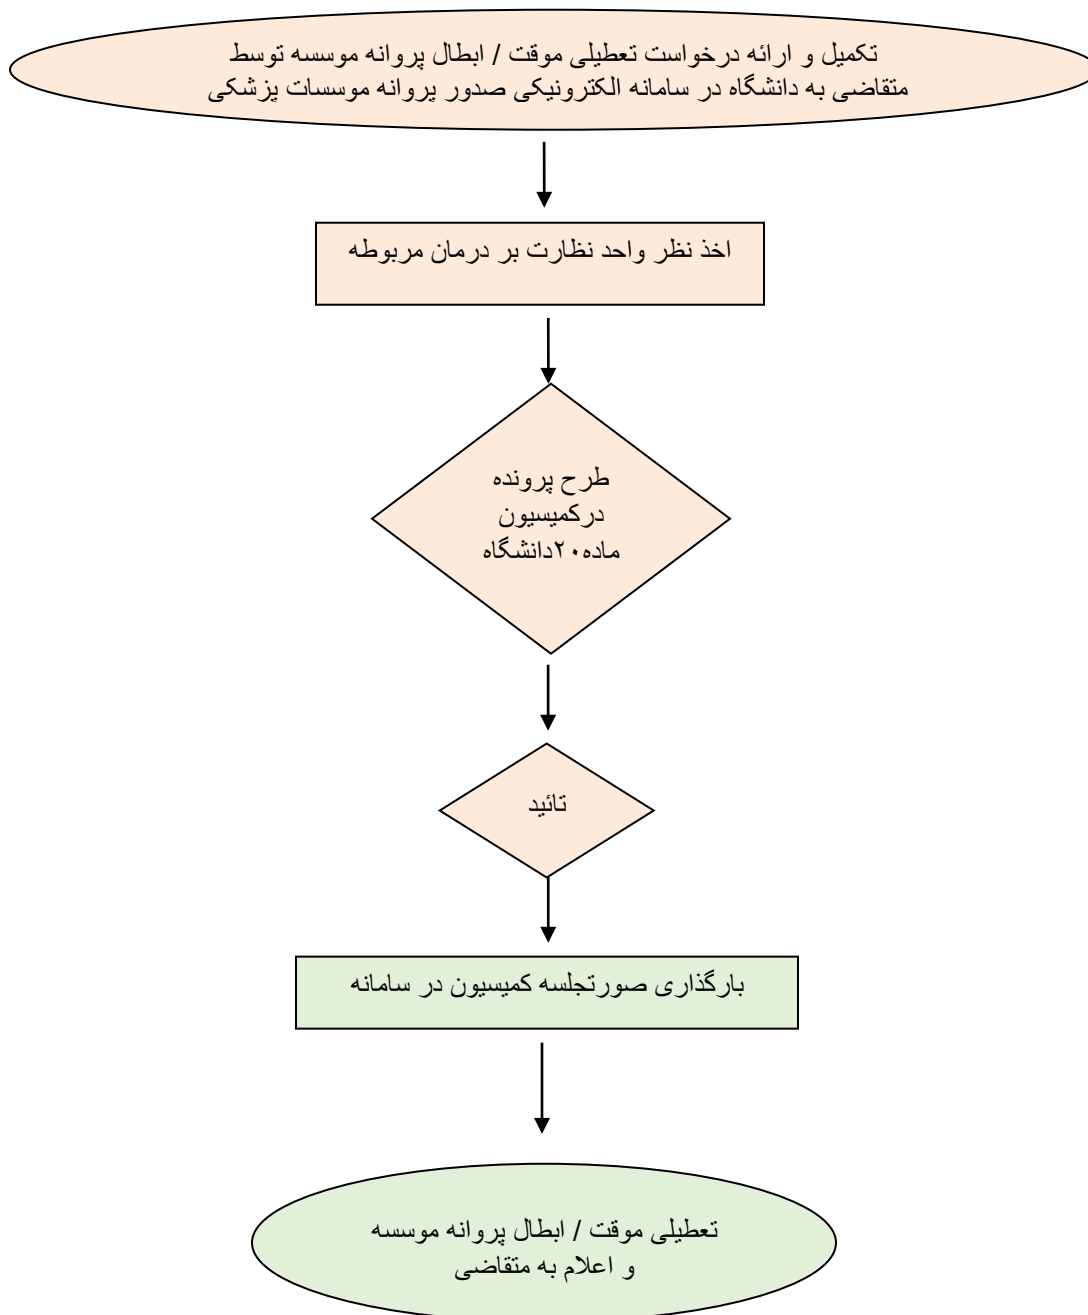 تکمیل و ارائه درخواست تعطیلی موقت / ابطال پروانه موسسه توسط
متقاضی به دانشگاه در سامانه الکترونیکی صدور پروانه موسسات پزشکی
اخذ نظر واحد نظارت بر درمان مربوطه
طرح پرونده
درکمیسیون
ماده۲۰دانشگاه
تائید
بارگذاری صورتجلسه کمیسیون در سامانه
تعطیلی موقت / ابطال پروانه موسسه
و اعلام به متقاضی